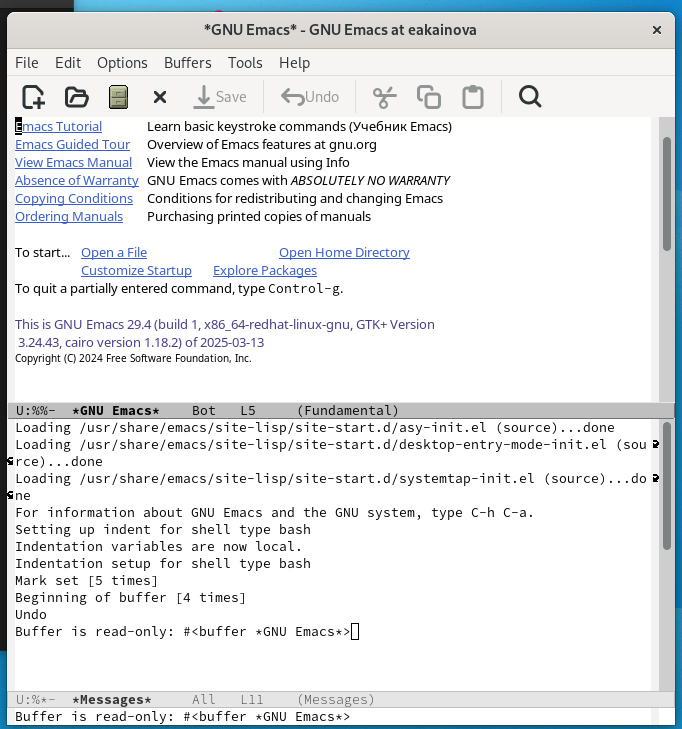 *GNU Emacs* - GNU Emacs at eakainova
File Edit Options Buffers Tools Help
Save Undo
Emacs Tutorial Learn basic keystroke commands (Учебник Emacs)
Emacs Guided Tour Overview of Emacs features at gnu.org
View Emacs Manual View the Emacs manual using Info
Absence of Warranty GNU Emacs comes with ABSOLUTELY NO WARRANTY
Copying Conditions Conditions for redistributing and changing Emacs
Ordering Manuals Purchasing printed copies of manuals
To start... Open a File Open Home Directory
Customize Startup Explore Packages
To quit a partially entered command, type Control-g.
This is GNU Emacs 29.4 (build 1, x86_64-redhat-linux-gnu, GTK+ Version
3.24.43, cairo version 1.18.2) of 2025-03-13
Copyright (C) 2024 Free Software Foundation, Inc.
U:%%- *GNU Emacs* Bot L5 (Fundamental)
Loading /usr/share/emacs/site-lisp/site-start.d/asy-init.el (source)...done
Loading /usr/share/emacs/site-lisp/site-start.d/desktop-entry-mode-init.el (sou
rce)...done
Loading /usr/share/emacs/site-lisp/site-start.d/systemtap-init.el (source)...do
ne
For information about GNU Emacs and the GNU system, type C-h C-a.
Setting up indent for shell type bash
Indentation variables are now local.
Indentation setup for shell type bash
Mark set [5 times]
Beginning of buffer [4 times]
Undo
Buffer is read-only: #<buffer *GNU Emacs*>
U:%*- *Messages* All L11 (Messages)
Buffer is read-only: #<buffer *GNU Emacs*>